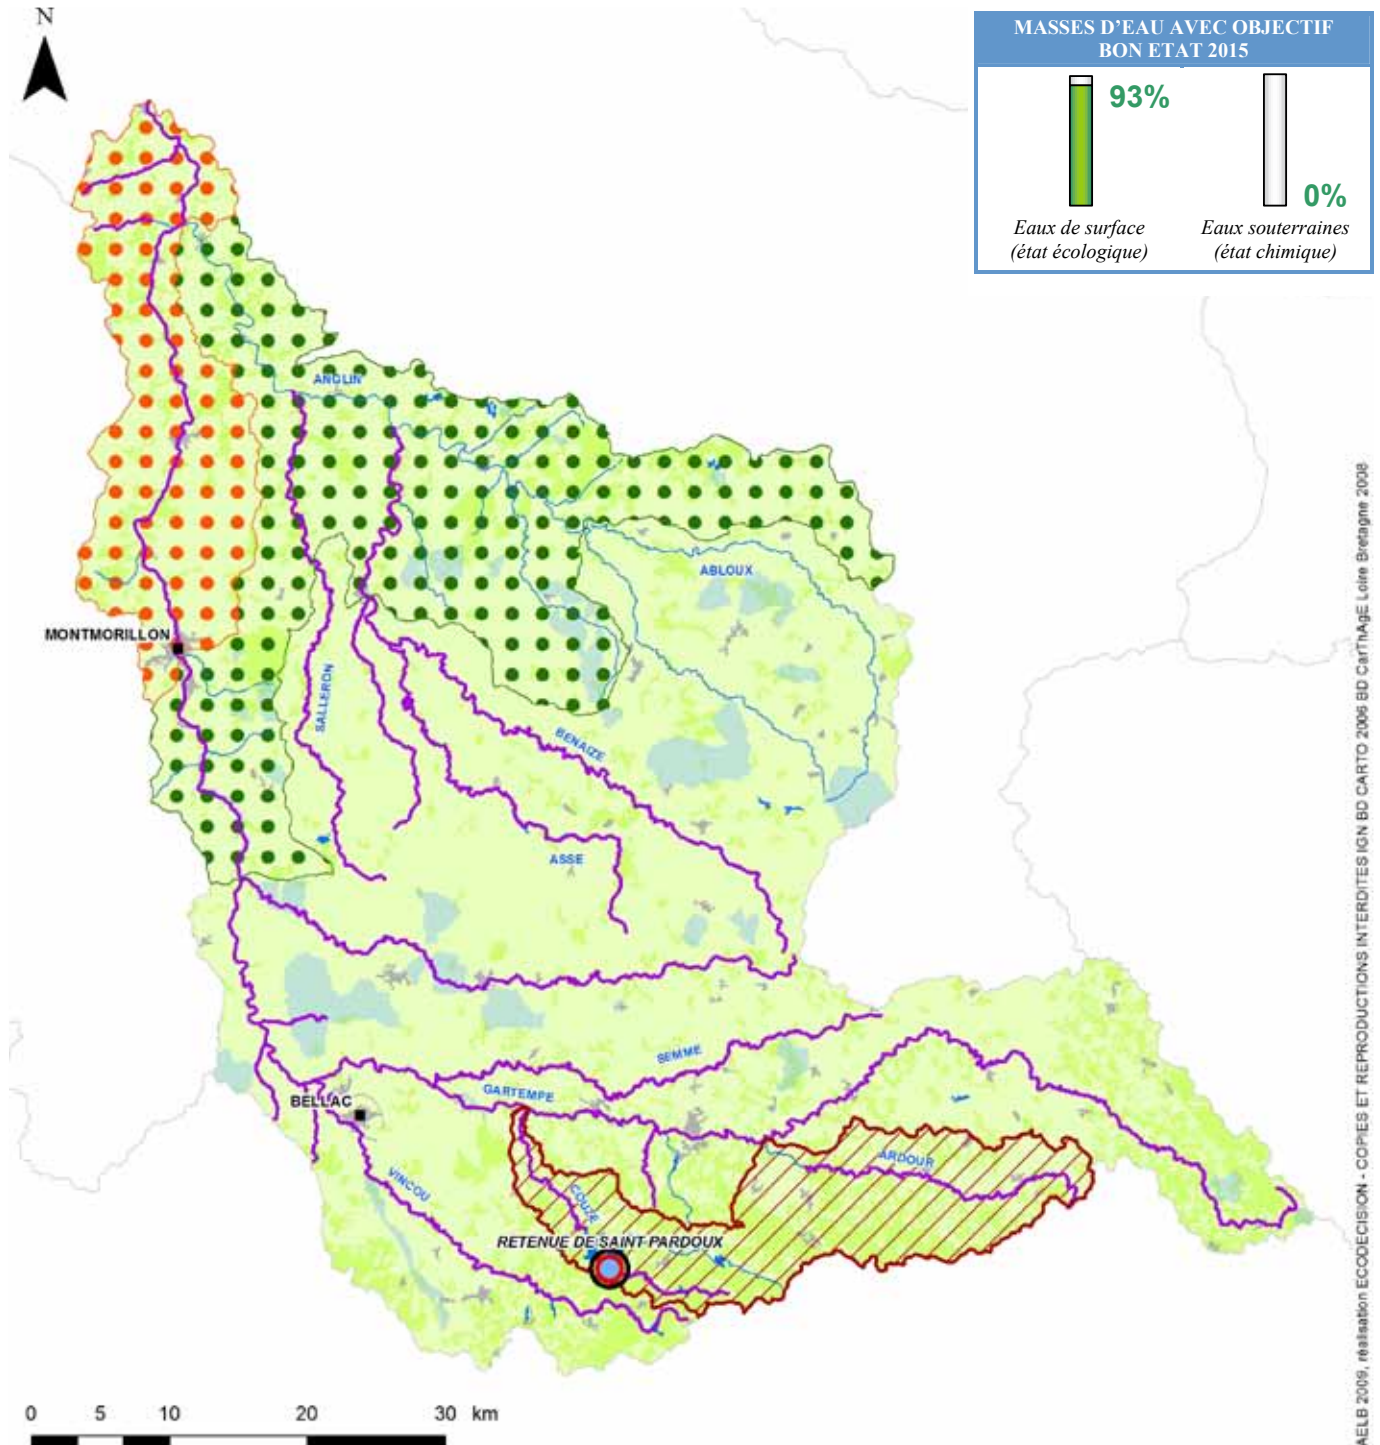 N
MASSES D'EAU AVEC OBJECTIF
BON ETAT 2015
93%
0%
Eaux de surface
(état écologique)
Eaux souterraines
(état chimique)
ANGLIN
ABLOUX
MONTMORILLON
SALLERON
BENAIZE
ASSE
SEMME
GARTEMPE
BELLAC
VINCOU
ARDOUR
COUZE
RETENUE DE SAINT PARDOUX
0 5 10 20 30 km
AELB 2009, réalisation ECODECISION - COPIES ET REPRODUCTIONS INTERDITES IGN BD CARTO 2006 BD CarThAgE Loire Bretagne 2008